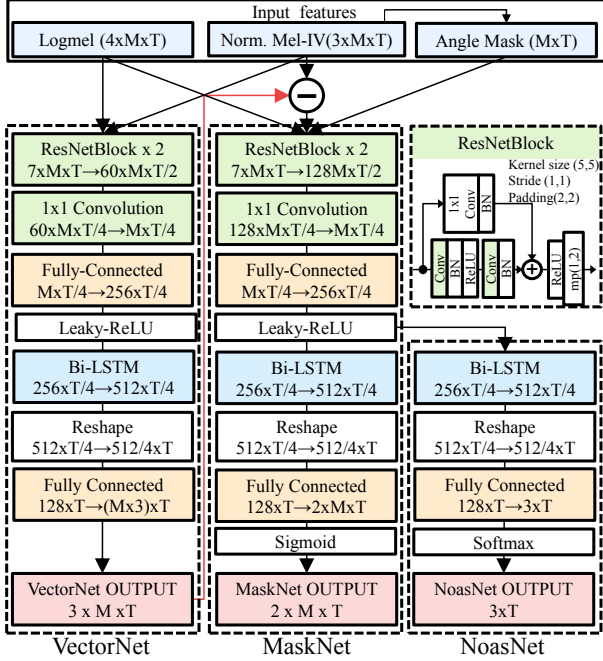 Input features
Logmel (4xMxT)
Norm. Mel-IV(3xMxT)
Angle Mask (MxT)
ResNetBlock x 2
7xMxT→60xMxT/2
1x1 Convolution
60xMxT/4→MxT/4
Fully-Connected
MxT/4→256xT/4
Leaky-ReLU
Bi-LSTM
256xT/4→512xT/4
Reshape
512xT/4→512/4xT
Fully Connected
128xT→(Mx3)xT
VectorNet OUTPUT
3 x M xT
VectorNet
ResNetBlock x 2
7xMxT→128MxT/2
1x1 Convolution
128xMxT/4→MxT/4
Fully-Connected
MxT/4→256xT/4
Leaky-ReLU
Bi-LSTM
256xT/4→512xT/4
Reshape
512xT/4→512/4xT
Fully Connected
128xT→2xMxT
Sigmoid
MaskNet OUTPUT
2 x M x T
MaskNet
ResNetBlock
Kernel size (5,5)
Stride (1,1)
Padding(2,2)
1x1
Conv
BN
Conv
BN
ReLU
Conv
BN
ReLU
mp(1,2)
Bi-LSTM
256xT/4→512xT/4
Reshape
512xT/4→512/4xT
Fully Connected
128xT→3xT
Softmax
NoasNet OUTPUT
3xT
NoasNet